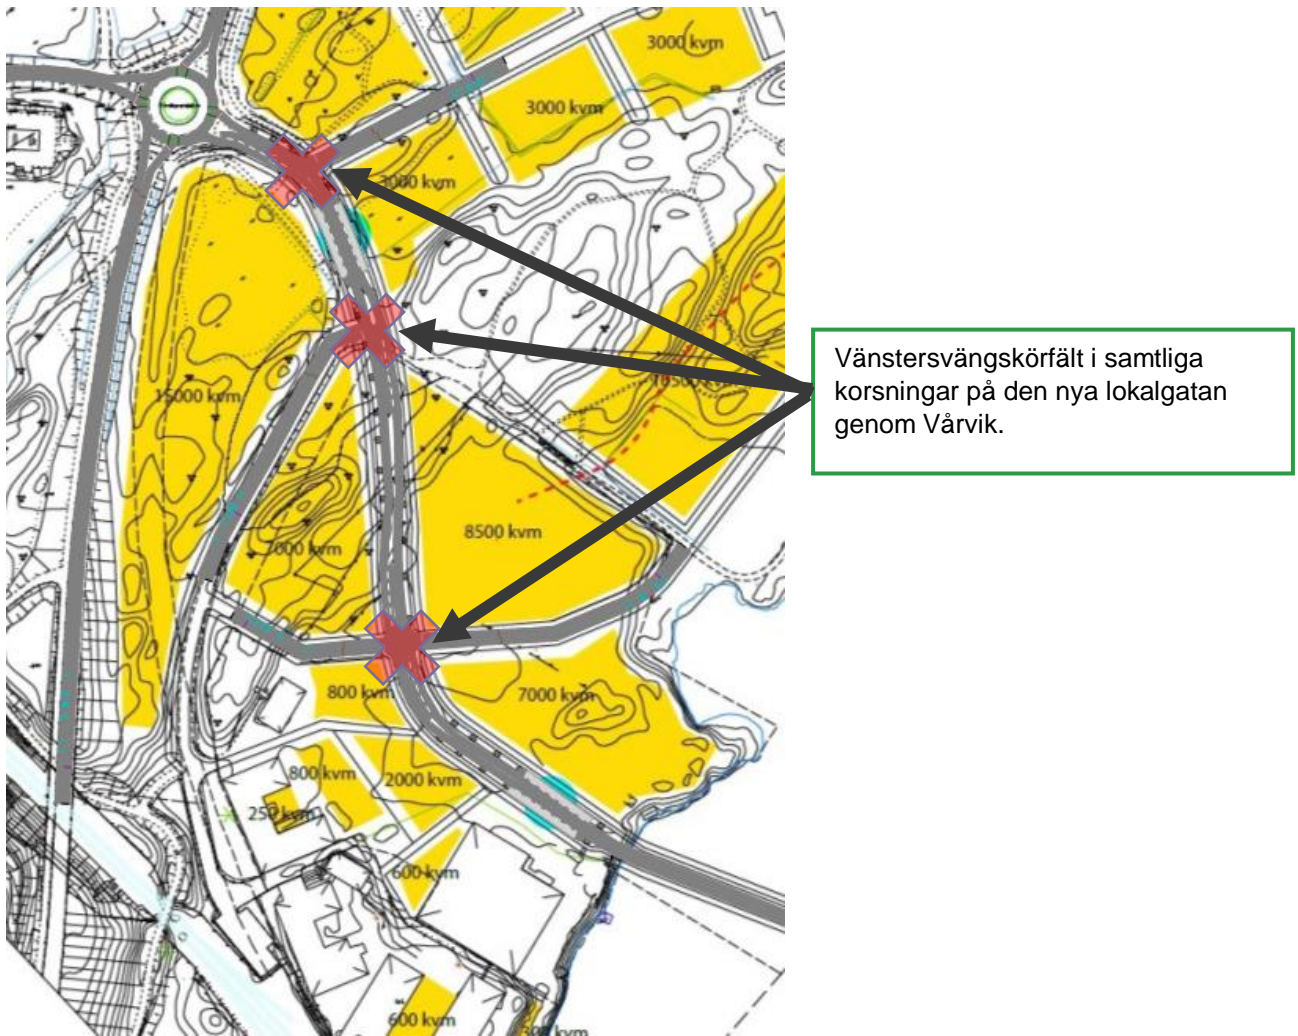 3000 kvm
3000 kvm
3000 kvm
Vänstersvängskörfält i samtliga
korsningar på den nya lokalgatan
genom Vårvik.
15000 kvm
8500 kvm
7000 kvm
800 kvm
800 kvm
2000 kvm
250 kvm
600 kvm
600 kvm
300 kvm